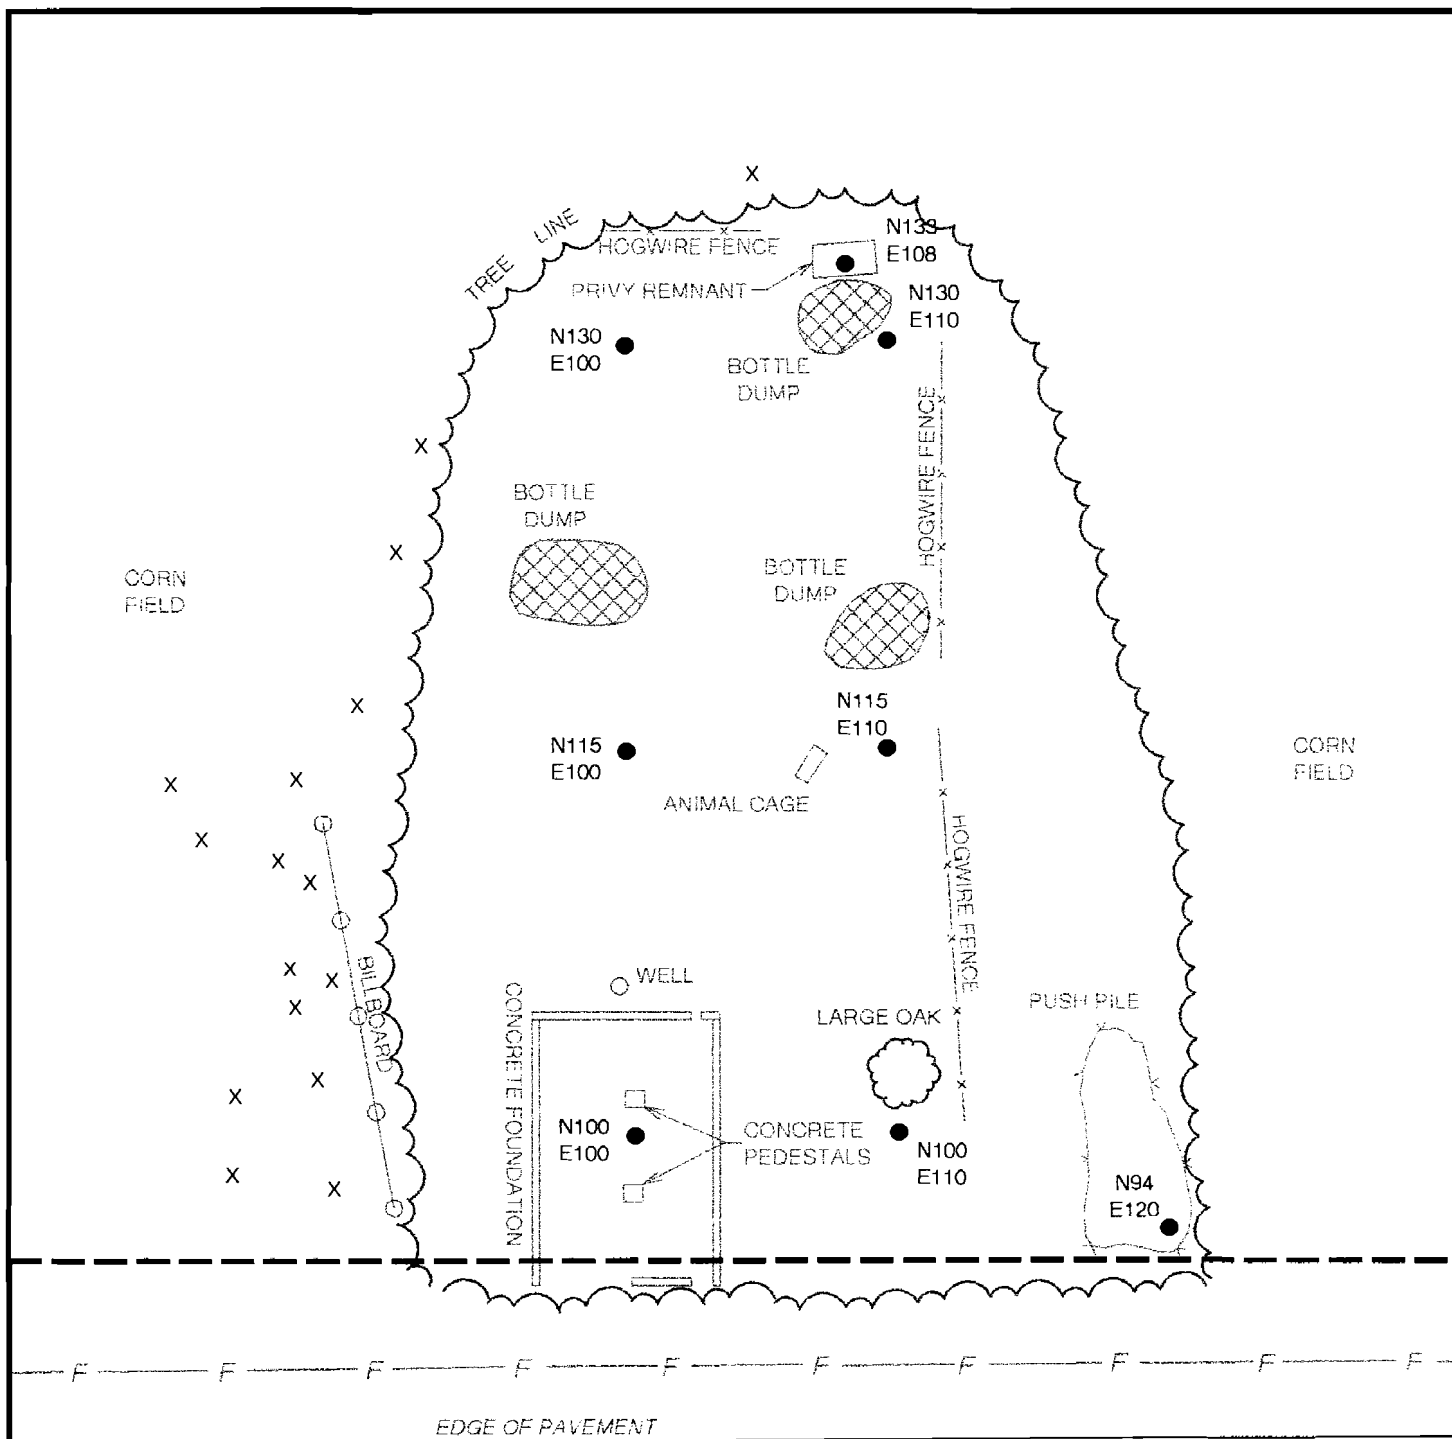 TREE LINE
HOGWIRE FENCE
N133
E108
PRIVY REMNANT
N130
E110
N130
E100
BOTTLE
DUMP
HOGWIRE FENCE
BOTTLE
DUMP
BOTTLE
DUMP
CORN
FIELD
N115
E110
N115
E100
CORN
FIELD
ANIMAL CAGE
HOGWIRE FENCE
WELL
BILLBOARD
CONCRETE FOUNDATION
LARGE OAK
PUSH PILE
N100
E100
CONCRETE
PEDESTALS
N100
E110
N94
E120
F F F F F F F F F F
EDGE OF PAVEMENT